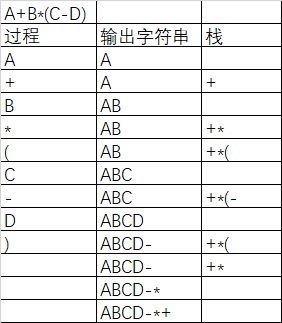 A+B*(C-D)
过程 输出字符串 栈
A A
+ A +
B AB
* AB +*
( AB +*(
C ABC
- ABC +*(-
D ABCD
) ABCD- +*(
ABCD- +*
ABCD-*
ABCD-*+